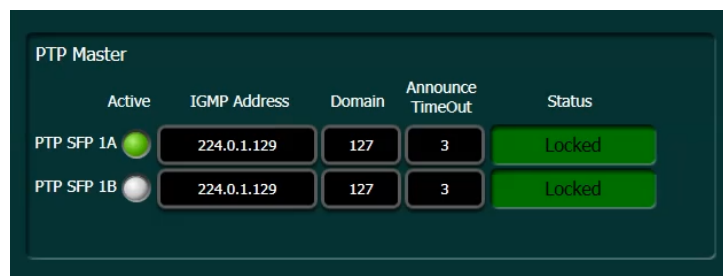 PTP Master
Active IGMP Address Domain Announce TimeOut Status
PTP SFP 1A 224.0.1.129 127 3 Locked
PTP SFP 1B 224.0.1.129 127 3 Locked